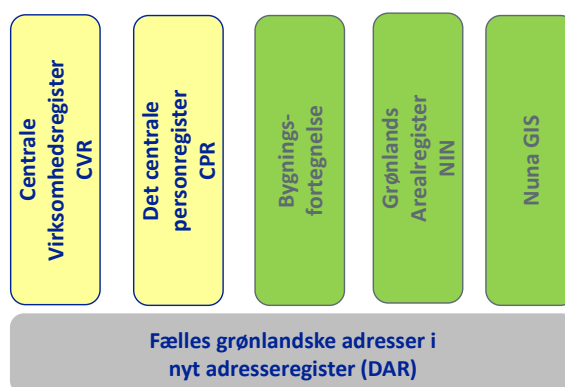 Centrale
Virksomhedsregister
CVR
Det centrale
personregister
CPR
Bygnings-
fortegnelse
Grønlands
Arealregister
NIN
Nuna GIS
Fælles grønlandske adresser i
nyt adresseregister (DAR)